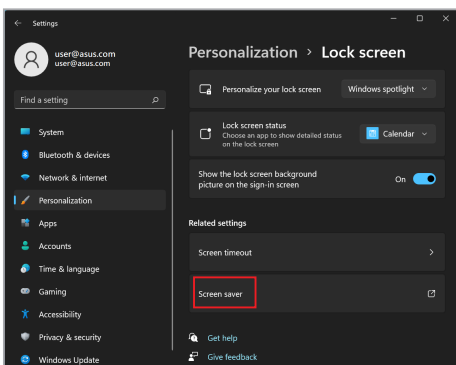 Settings
user@asus.com
user@asus.com
Find a setting
System
Bluetooth & devices
Network & internet
Personalization
Apps
Accounts
Time & language
Gaming
Accessibility
Privacy & security
Windows Update
Personalization > Lock screen
Personalize your lock screen
Windows spotlight
Lock screen status
Choose an app to show detailed status
on the lock screen
Calendar
Show the lock screen background
picture on the sign-in screen
On
Related settings
Screen timeout
Screen saver
Get help
Give feedback